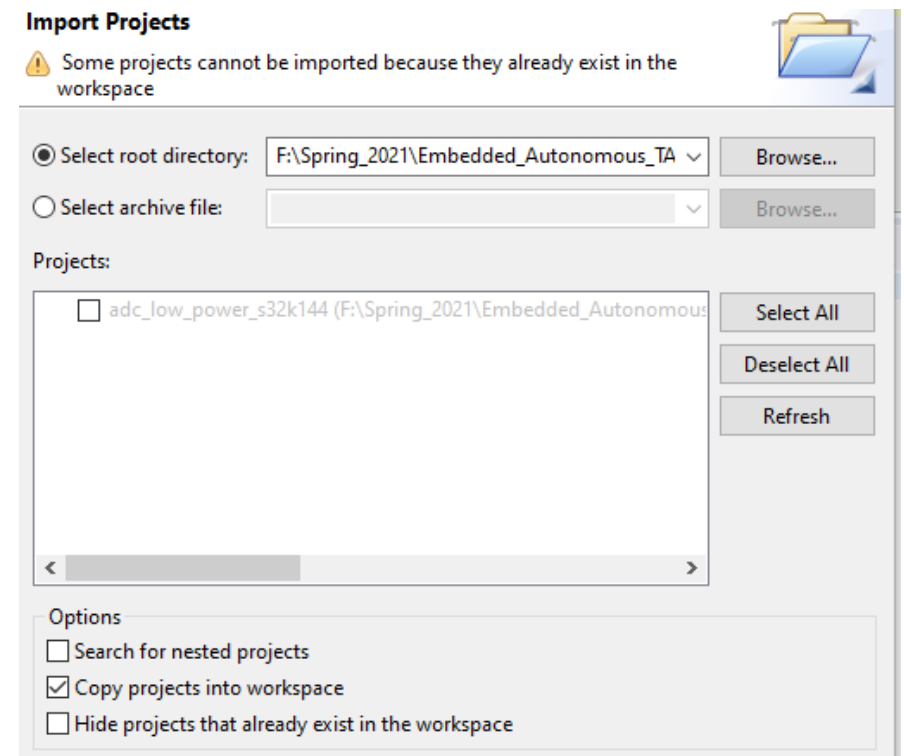 Import Projects
Some projects cannot be imported because they already exist in the
workspace
Select root directory: F:\Spring_2021\Embedded_Autonomous_TA Browse...
Select archive file: Browse...
Projects:
adc_low_power_s32k144 (F:\Spring_2021\Embedded_Autonomous
Select All
Deselect All
Refresh
Options
Search for nested projects
Copy projects into workspace
Hide projects that already exist in the workspace